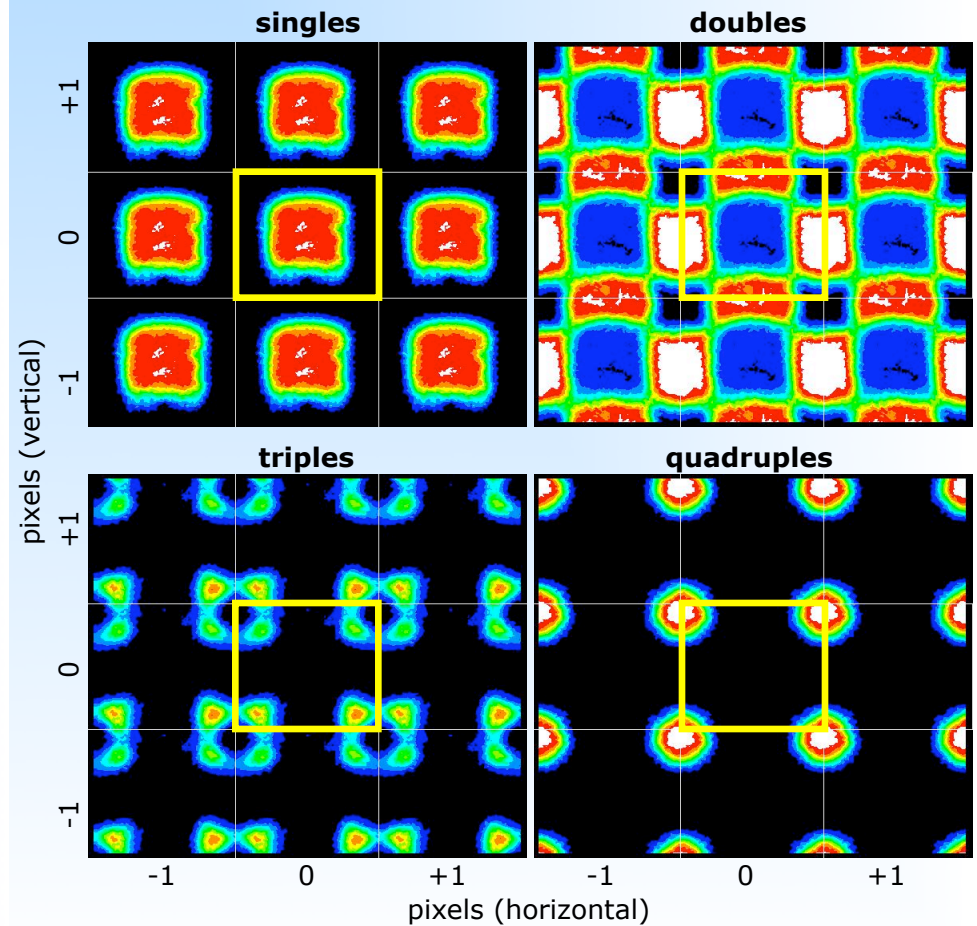 singles
doubles
+1
0
-1
triples
quadruples
+1
0
-1
pixels (vertical)
-1 0 +1
-1 0 +1
pixels (horizontal)